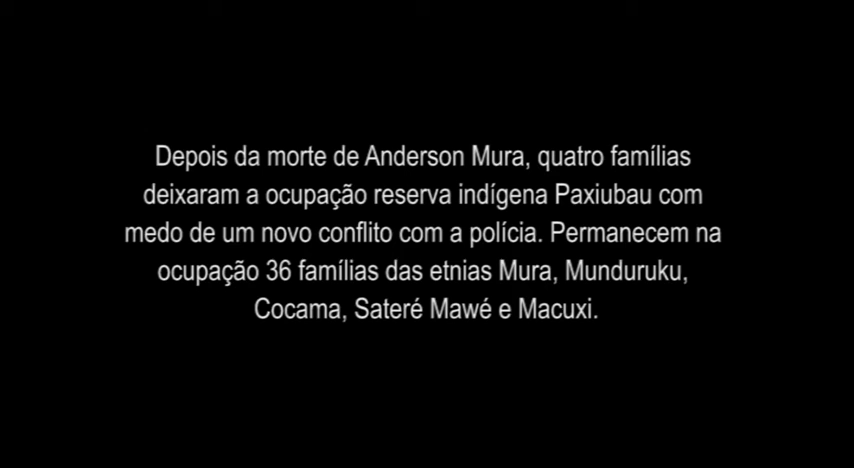 Depois da morte de Anderson Mura, quatro famílias
deixaram a ocupação reserva indígena Paxiubau com
medo de um novo conflito com a polícia. Permanecem na
ocupação 36 famílias das etnias Mura, Munduruku,
Cocama, Sateré Mawé e Macuxi.